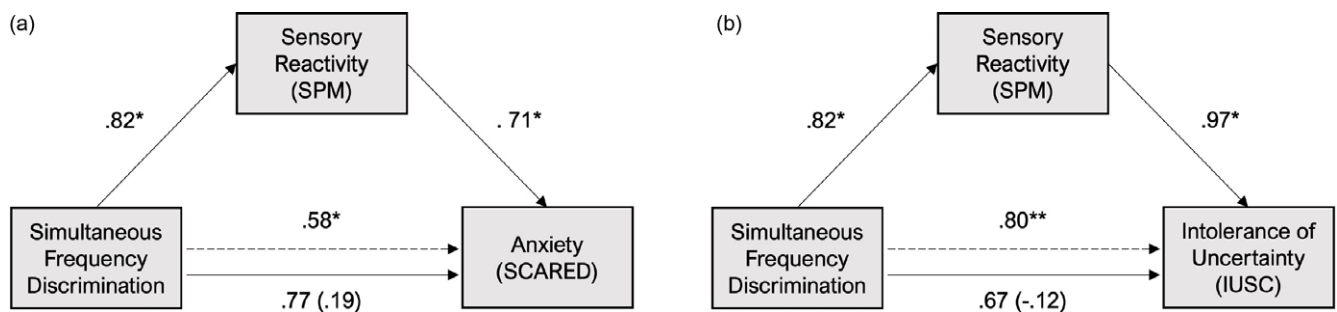 (a)
Sensory
Reactivity
(SPM)
.82*
. 71*
Simultaneous
Frequency
Discrimination
.58*
.77 (.19)
Anxiety
(SCARED)
(b)
Sensory
Reactivity
(SPM)
.82*
.97*
Simultaneous
Frequency
Discrimination
.80**
.67 (-.12)
Intolerance of
Uncertainty
(IUSC)